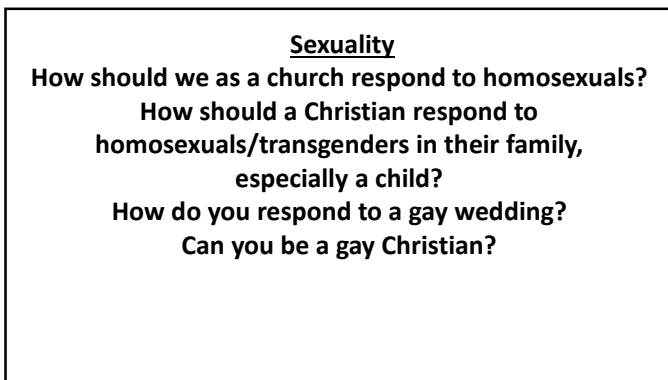 Sexuality
How should we as a church respond to homosexuals?
How should a Christian respond to
homosexuals/transgenders in their family,
especially a child?
How do you respond to a gay wedding?
Can you be a gay Christian?